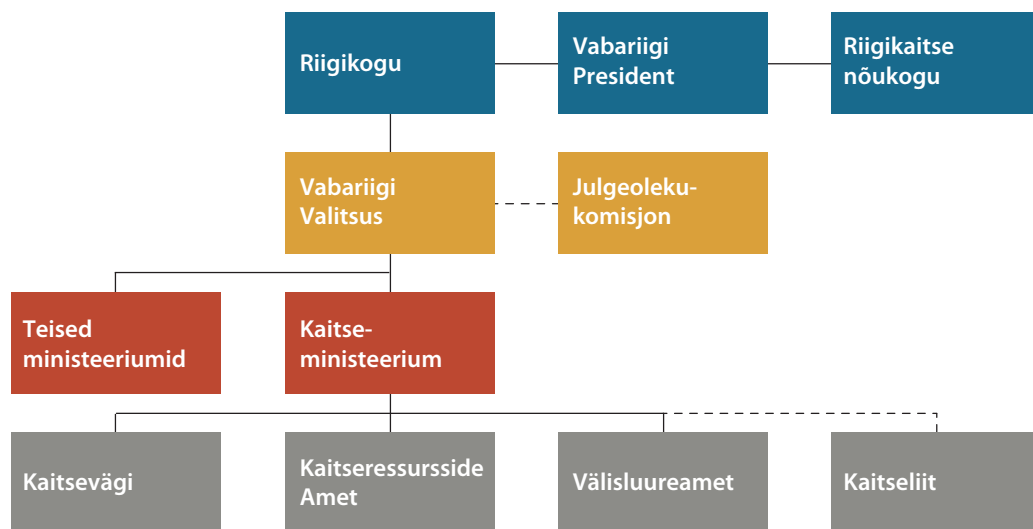 Riigikogu
Vabariigi
President
Riigikaitse
nõukogu
Vabariigi
Valitsus
Julgeoleku-
komisjon
Teised
ministeeriumid
Kaitse-
ministeerium
Kaitsevägi
Kaitseressursside
Amet
Välisluureamet
Kaitseliit